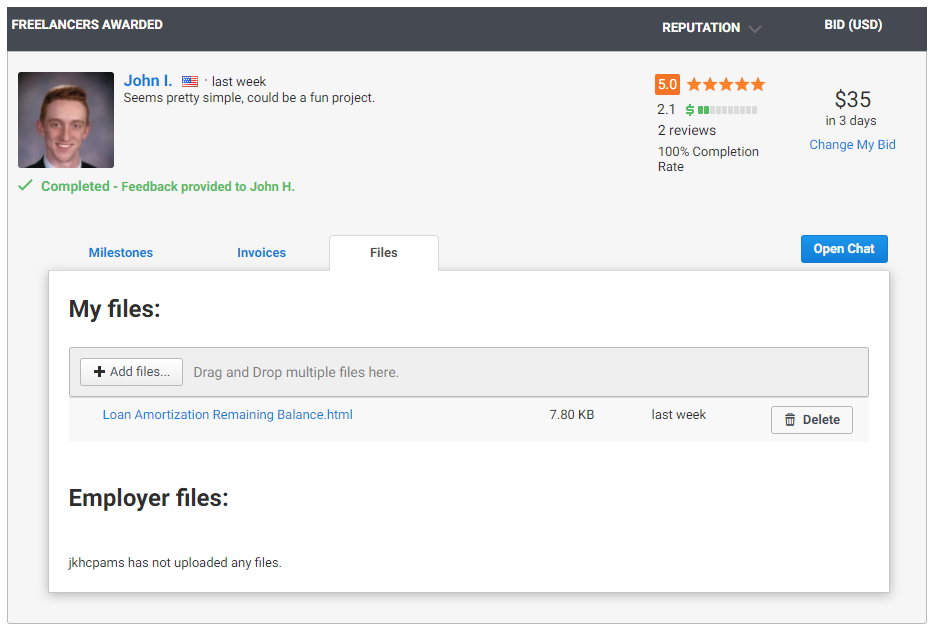 FREELANCERS AWARDED REPUTATION BID (USD)
John I. · last week
Seems pretty simple, could be a fun project.
5.0
2.1 $
2 reviews
100% Completion
Rate
$35
in 3 days
Change My Bid
Completed - Feedback provided to John H.
Milestones Invoices Files Open Chat
My files:
Add files... Drag and Drop multiple files here.
Loan Amortization Remaining Balance.html 7.80 KB last week Delete
Employer files:
jkhcpams has not uploaded any files.